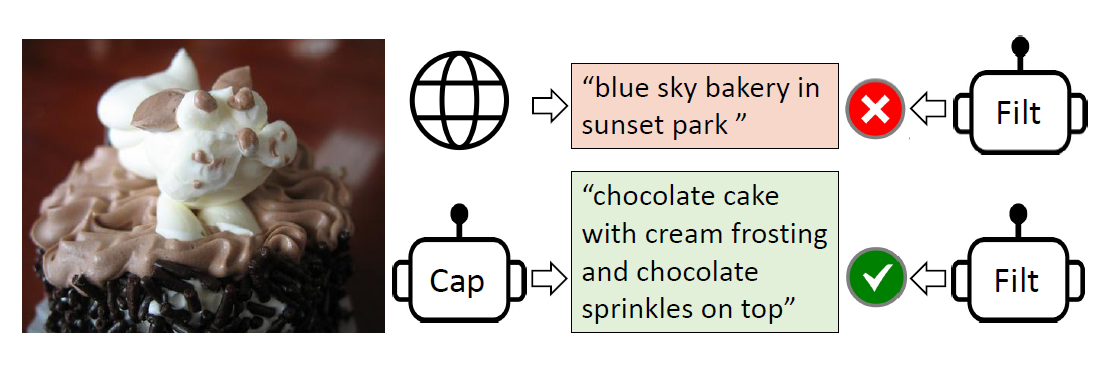 “blue sky bakery in
sunset park ”
Filt
“chocolate cake
with cream frosting
and chocolate
sprinkles on top”
Cap
Filt